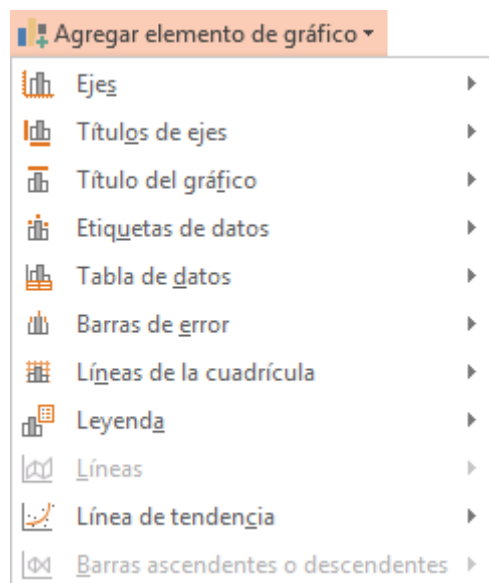 Agregar elemento de gráfico
Ejes
Títulos de ejes
Título del gráfico
Etiquetas de datos
Tabla de datos
Barras de error
Líneas de la cuadrícula
Leyenda
Líneas
Línea de tendencia
Barras ascendentes o descendentes